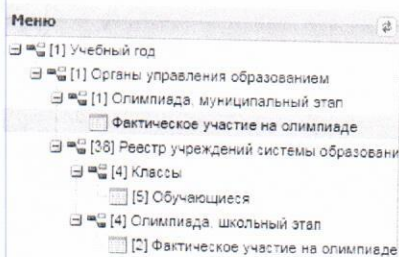 Меню
[1] Учебный год
[1] Органы управления образованием
[1] Олимпиада, муниципальный этап
Фактическое участие на олимпиаде
[38] Реестр учреждений системы образовани
[4] Классы
[5] Обучающиеся
[4] Олимпиада, школьный этап
[2] Фактическое участие на олимпиаде